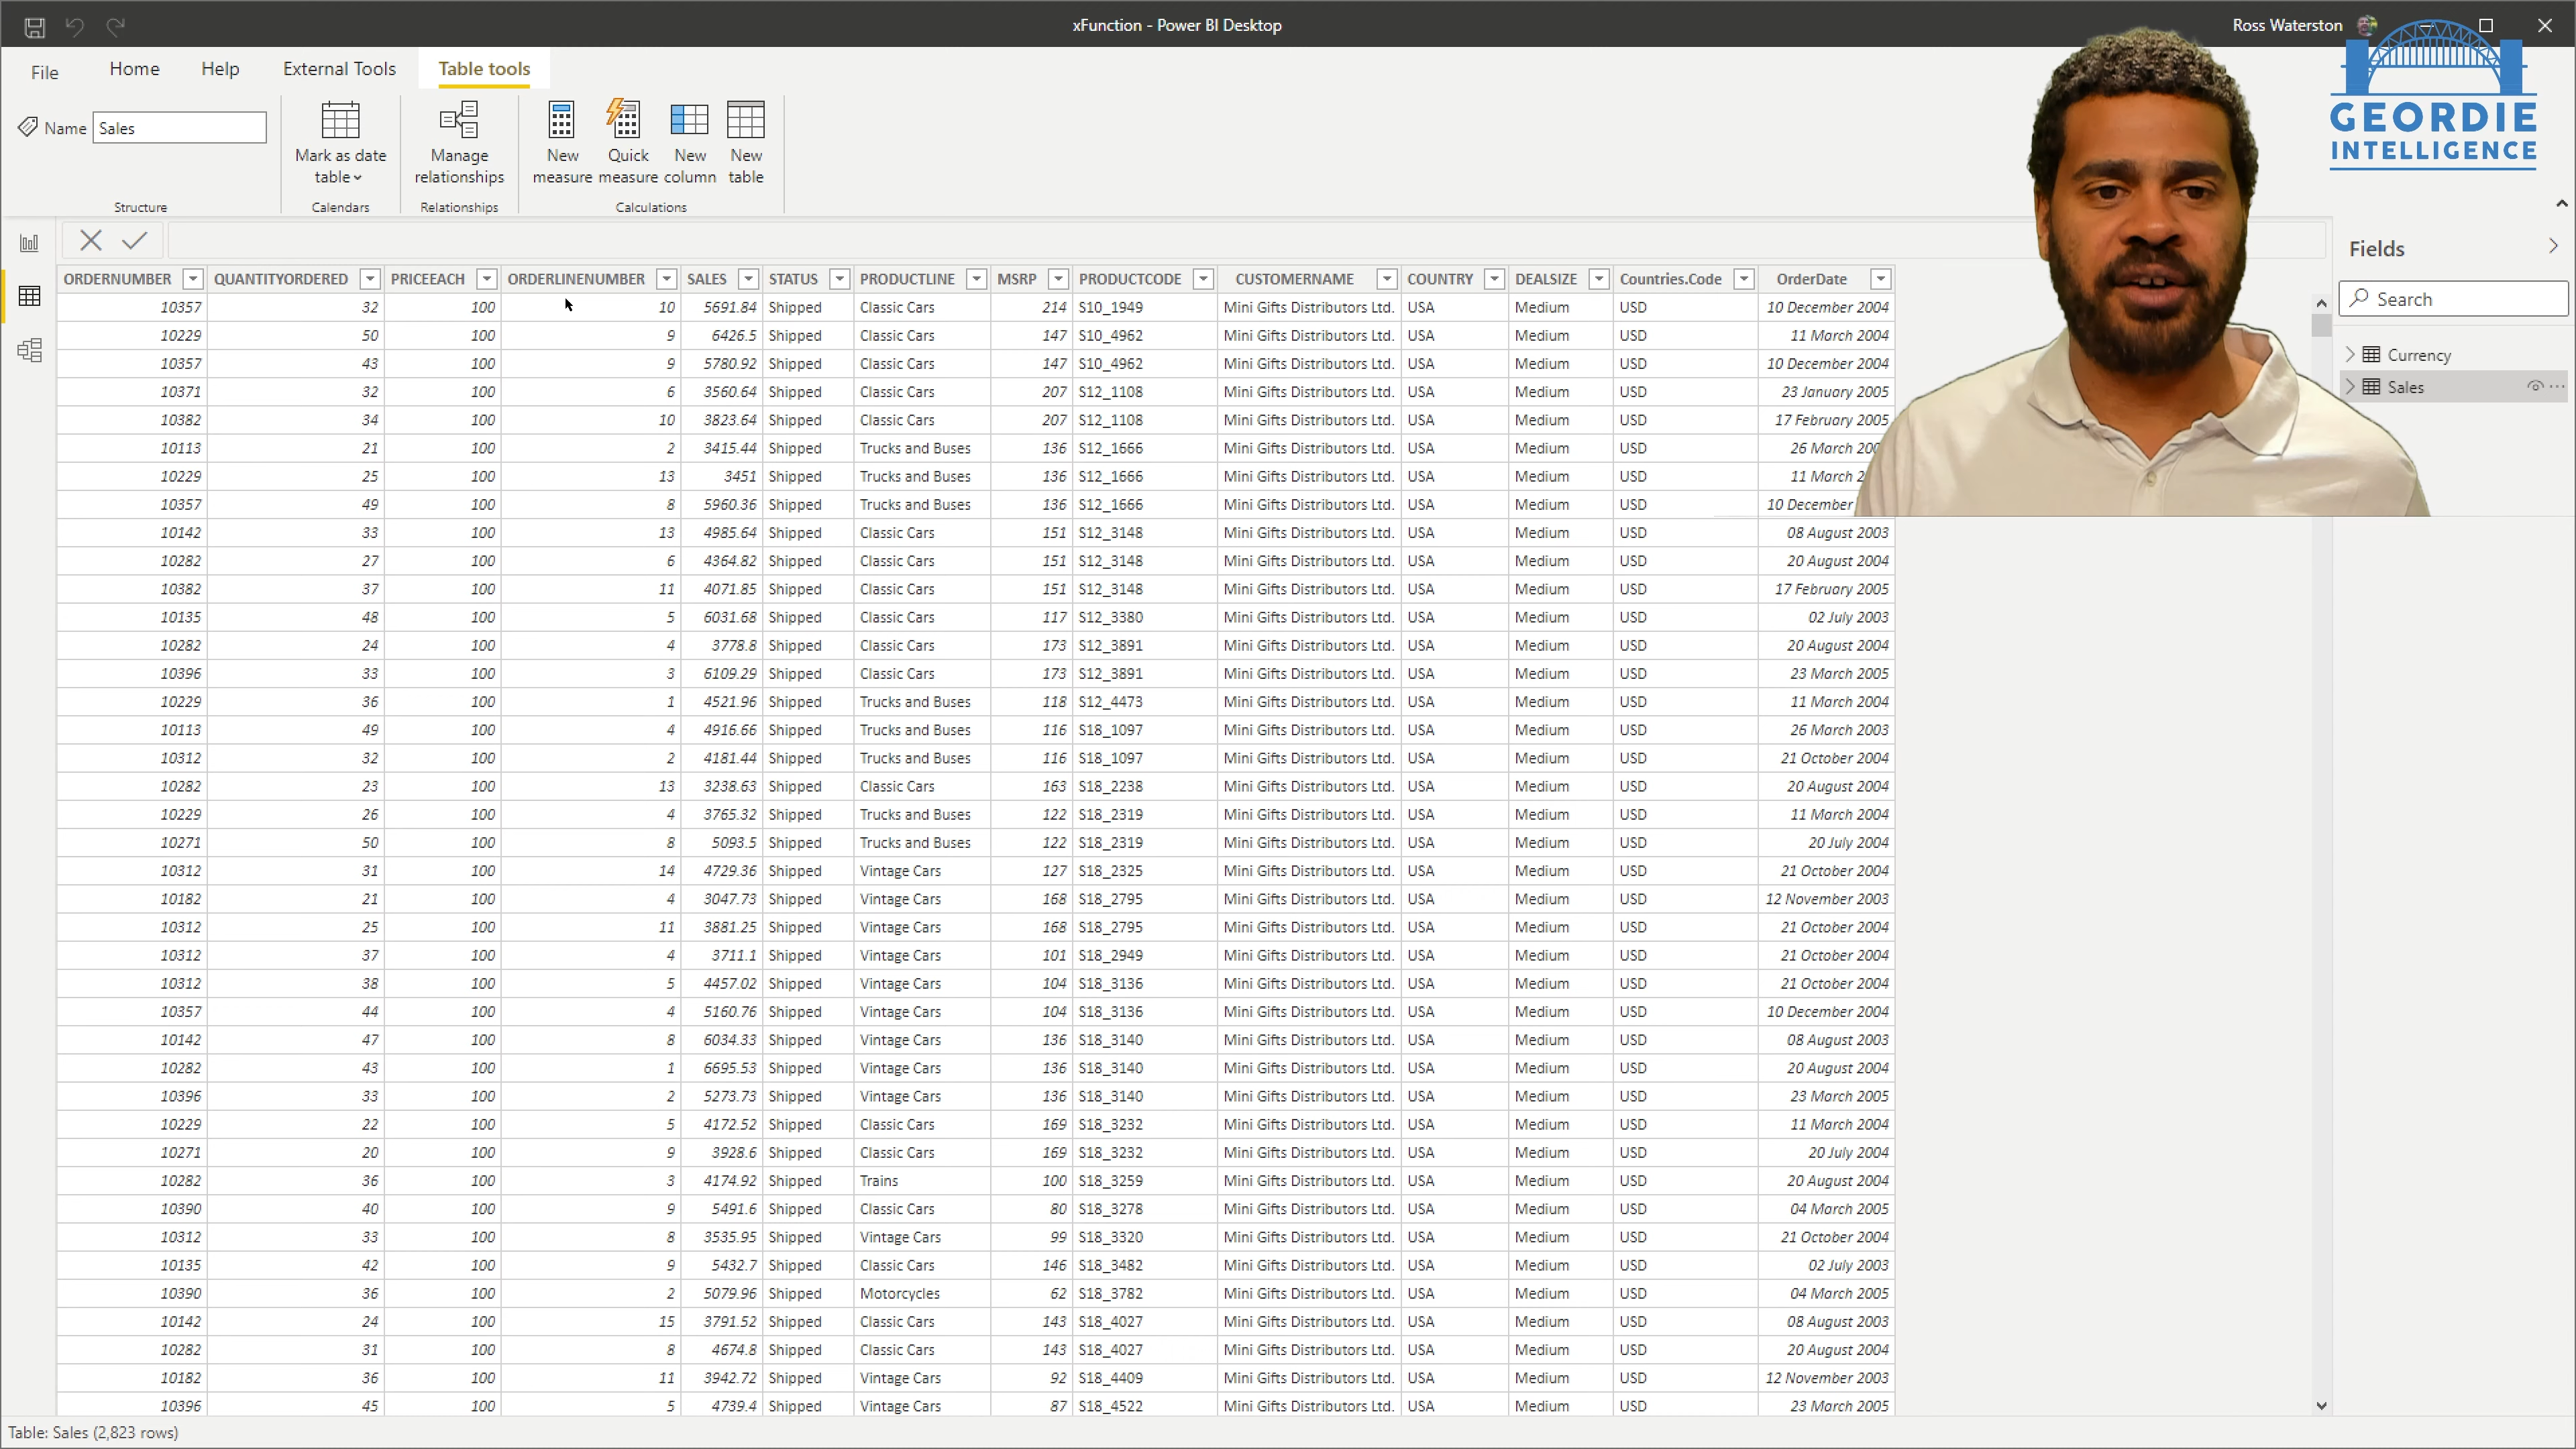 xFunction - Power BI Desktop
Ross Waterston
File Home Help External Tools Table tools
GEORDIE
INTELLIGENCE
Name Sales
Mark as date table
Manage relationships
New measure
Quick measure
New column
New table
Structure Calendars Relationships Calculations
Fields
Search
Currency
Sales
ORDERNUMBER QUANTITYORDERED PRICEEACH ORDERLINENUMBER SALES STATUS PRODUCTLINE MSRP PRODUCTCODE CUSTOMERNAME COUNTRY DEALSIZE Countries.Code OrderDate
10357 32 100 10 5691.84 Shipped Classic Cars 214 S10_1949 Mini Gifts Distributors Ltd. USA Medium USD 10 December 2004
10229 50 100 9 6426.5 Shipped Classic Cars 147 S10_4962 Mini Gifts Distributors Ltd. USA Medium USD 11 March 2004
10357 43 100 9 5780.92 Shipped Classic Cars 147 S10_4962 Mini Gifts Distributors Ltd. USA Medium USD 10 December 2004
10371 32 100 6 3560.64 Shipped Classic Cars 207 S12_1108 Mini Gifts Distributors Ltd. USA Medium USD 23 January 2005
10382 34 100 10 3823.64 Shipped Classic Cars 207 S12_1108 Mini Gifts Distributors Ltd. USA Medium USD 17 February 2005
10113 21 100 2 3415.44 Shipped Trucks and Buses 136 S12_1666 Mini Gifts Distributors Ltd. USA Medium USD 26 March
10229 25 100 13 3451 Shipped Trucks and Buses 136 S12_1666 Mini Gifts Distributors Ltd. USA Medium USD 11 March
10357 49 100 8 5960.36 Shipped Trucks and Buses 136 S12_1666 Mini Gifts Distributors Ltd. USA Medium USD 10 December
10142 33 100 13 4985.64 Shipped Classic Cars 151 S12_3148 Mini Gifts Distributors Ltd. USA Medium USD 08 August 2003
10282 27 100 6 4364.82 Shipped Classic Cars 151 S12_3148 Mini Gifts Distributors Ltd. USA Medium USD 20 August 2004
10382 37 100 11 4071.85 Shipped Classic Cars 151 S12_3148 Mini Gifts Distributors Ltd. USA Medium USD 17 February 2005
10135 48 100 5 6031.68 Shipped Classic Cars 117 S12_3380 Mini Gifts Distributors Ltd. USA Medium USD 02 July 2003
10282 24 100 4 3778.8 Shipped Classic Cars 173 S12_3891 Mini Gifts Distributors Ltd. USA Medium USD 20 August 2004
10396 33 100 3 6109.29 Shipped Classic Cars 173 S12_3891 Mini Gifts Distributors Ltd. USA Medium USD 23 March 2005
10229 36 100 1 4521.96 Shipped Trucks and Buses 118 S12_4473 Mini Gifts Distributors Ltd. USA Medium USD 11 March 2004
10113 49 100 4 4916.66 Shipped Trucks and Buses 116 S18_1097 Mini Gifts Distributors Ltd. USA Medium USD 26 March 2003
10312 32 100 2 4181.44 Shipped Trucks and Buses 116 S18_1097 Mini Gifts Distributors Ltd. USA Medium USD 21 October 2004
10282 23 100 13 3238.63 Shipped Classic Cars 163 S18_2238 Mini Gifts Distributors Ltd. USA Medium USD 20 August 2004
10229 26 100 4 3765.32 Shipped Trucks and Buses 122 S18_2319 Mini Gifts Distributors Ltd. USA Medium USD 11 March 2004
10271 50 100 8 5093.5 Shipped Trucks and Buses 122 S18_2319 Mini Gifts Distributors Ltd. USA Medium USD 20 July 2004
10312 31 100 14 4729.36 Shipped Vintage Cars 127 S18_2325 Mini Gifts Distributors Ltd. USA Medium USD 21 October 2004
10182 21 100 4 3047.73 Shipped Vintage Cars 168 S18_2795 Mini Gifts Distributors Ltd. USA Medium USD 12 November 2003
10312 25 100 11 3881.25 Shipped Vintage Cars 168 S18_2795 Mini Gifts Distributors Ltd. USA Medium USD 21 October 2004
10312 37 100 4 3711.1 Shipped Vintage Cars 101 S18_2949 Mini Gifts Distributors Ltd. USA Medium USD 21 October 2004
10312 38 100 5 4457.02 Shipped Vintage Cars 104 S18_3136 Mini Gifts Distributors Ltd. USA Medium USD 21 October 2004
10357 44 100 4 5160.76 Shipped Vintage Cars 104 S18_3136 Mini Gifts Distributors Ltd. USA Medium USD 10 December 2004
10142 47 100 8 6034.33 Shipped Vintage Cars 136 S18_3140 Mini Gifts Distributors Ltd. USA Medium USD 08 August 2003
10282 43 100 1 6695.53 Shipped Vintage Cars 136 S18_3140 Mini Gifts Distributors Ltd. USA Medium USD 20 August 2004
10396 33 100 2 5273.73 Shipped Vintage Cars 136 S18_3140 Mini Gifts Distributors Ltd. USA Medium USD 23 March 2005
10229 22 100 5 4172.52 Shipped Classic Cars 169 S18_3232 Mini Gifts Distributors Ltd. USA Medium USD 11 March 2004
10271 20 100 9 3928.6 Shipped Classic Cars 169 S18_3232 Mini Gifts Distributors Ltd. USA Medium USD 20 July 2004
10282 36 100 3 4174.92 Shipped Trains 100 S18_3259 Mini Gifts Distributors Ltd. USA Medium USD 20 August 2004
10390 40 100 9 5491.6 Shipped Classic Cars 80 S18_3278 Mini Gifts Distributors Ltd. USA Medium USD 04 March 2005
10312 33 100 8 3535.95 Shipped Vintage Cars 99 S18_3320 Mini Gifts Distributors Ltd. USA Medium USD 21 October 2004
10135 42 100 9 5432.7 Shipped Classic Cars 146 S18_3482 Mini Gifts Distributors Ltd. USA Medium USD 02 July 2003
10390 36 100 2 5079.96 Shipped Motorcycles 62 S18_3782 Mini Gifts Distributors Ltd. USA Medium USD 04 March 2005
10142 24 100 15 3791.52 Shipped Classic Cars 143 S18_4027 Mini Gifts Distributors Ltd. USA Medium USD 08 August 2003
10282 31 100 8 4674.8 Shipped Classic Cars 143 S18_4027 Mini Gifts Distributors Ltd. USA Medium USD 20 August 2004
10182 36 100 11 3942.72 Shipped Vintage Cars 92 S18_4409 Mini Gifts Distributors Ltd. USA Medium USD 12 November 2003
10396 45 100 5 4739.4 Shipped Vintage Cars 87 S18_4522 Mini Gifts Distributors Ltd. USA Medium USD 23 March 2005
Table: Sales (2,823 rows)